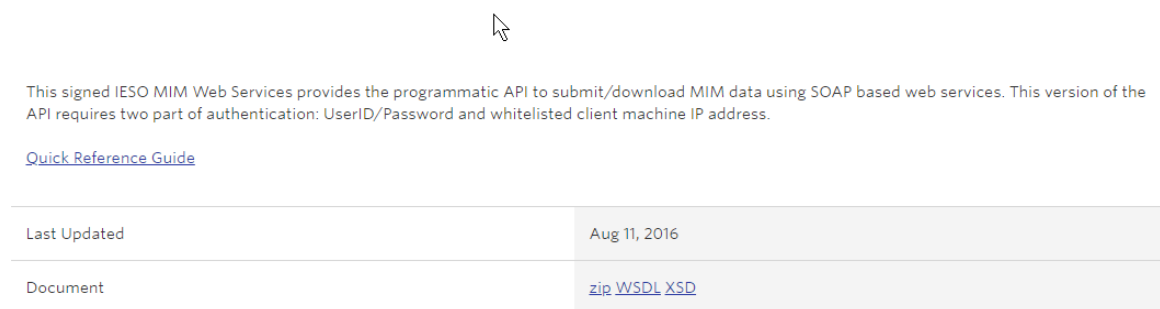 This signed IESO MIM Web Services provides the programmatic API to submit/download MIM data using SOAP based web services. This version of the
API requires two part of authentication: UserID/Password and whitelisted client machine IP address.
Quick Reference Guide
Last Updated Aug 11, 2016
Document zip WSDL XSD